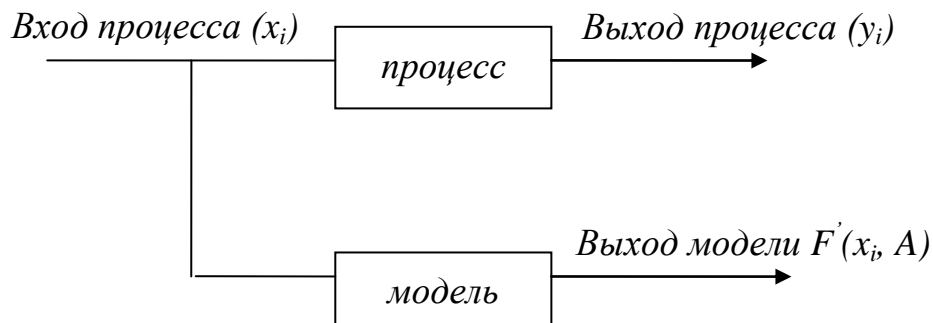 Вход процесса (xᵢ)
Выход процесса (yᵢ)
процесс
Выход модели F’(xᵢ, A)
модель